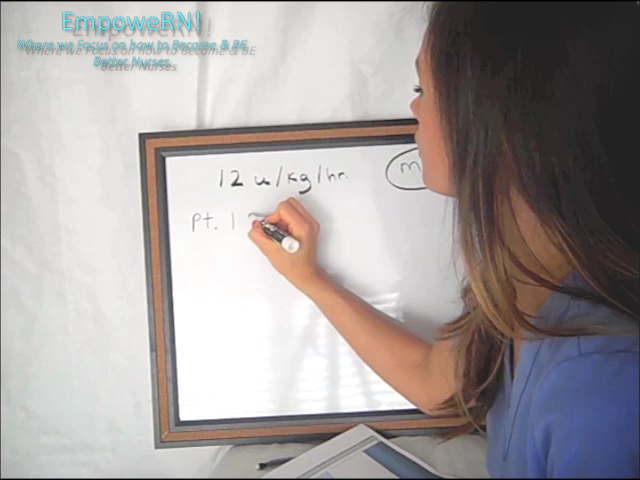 EmpoweRN!
Where we Focus on how to Become & BE
Better Nurses
12 u/kg/hr.
m
Pt. 1